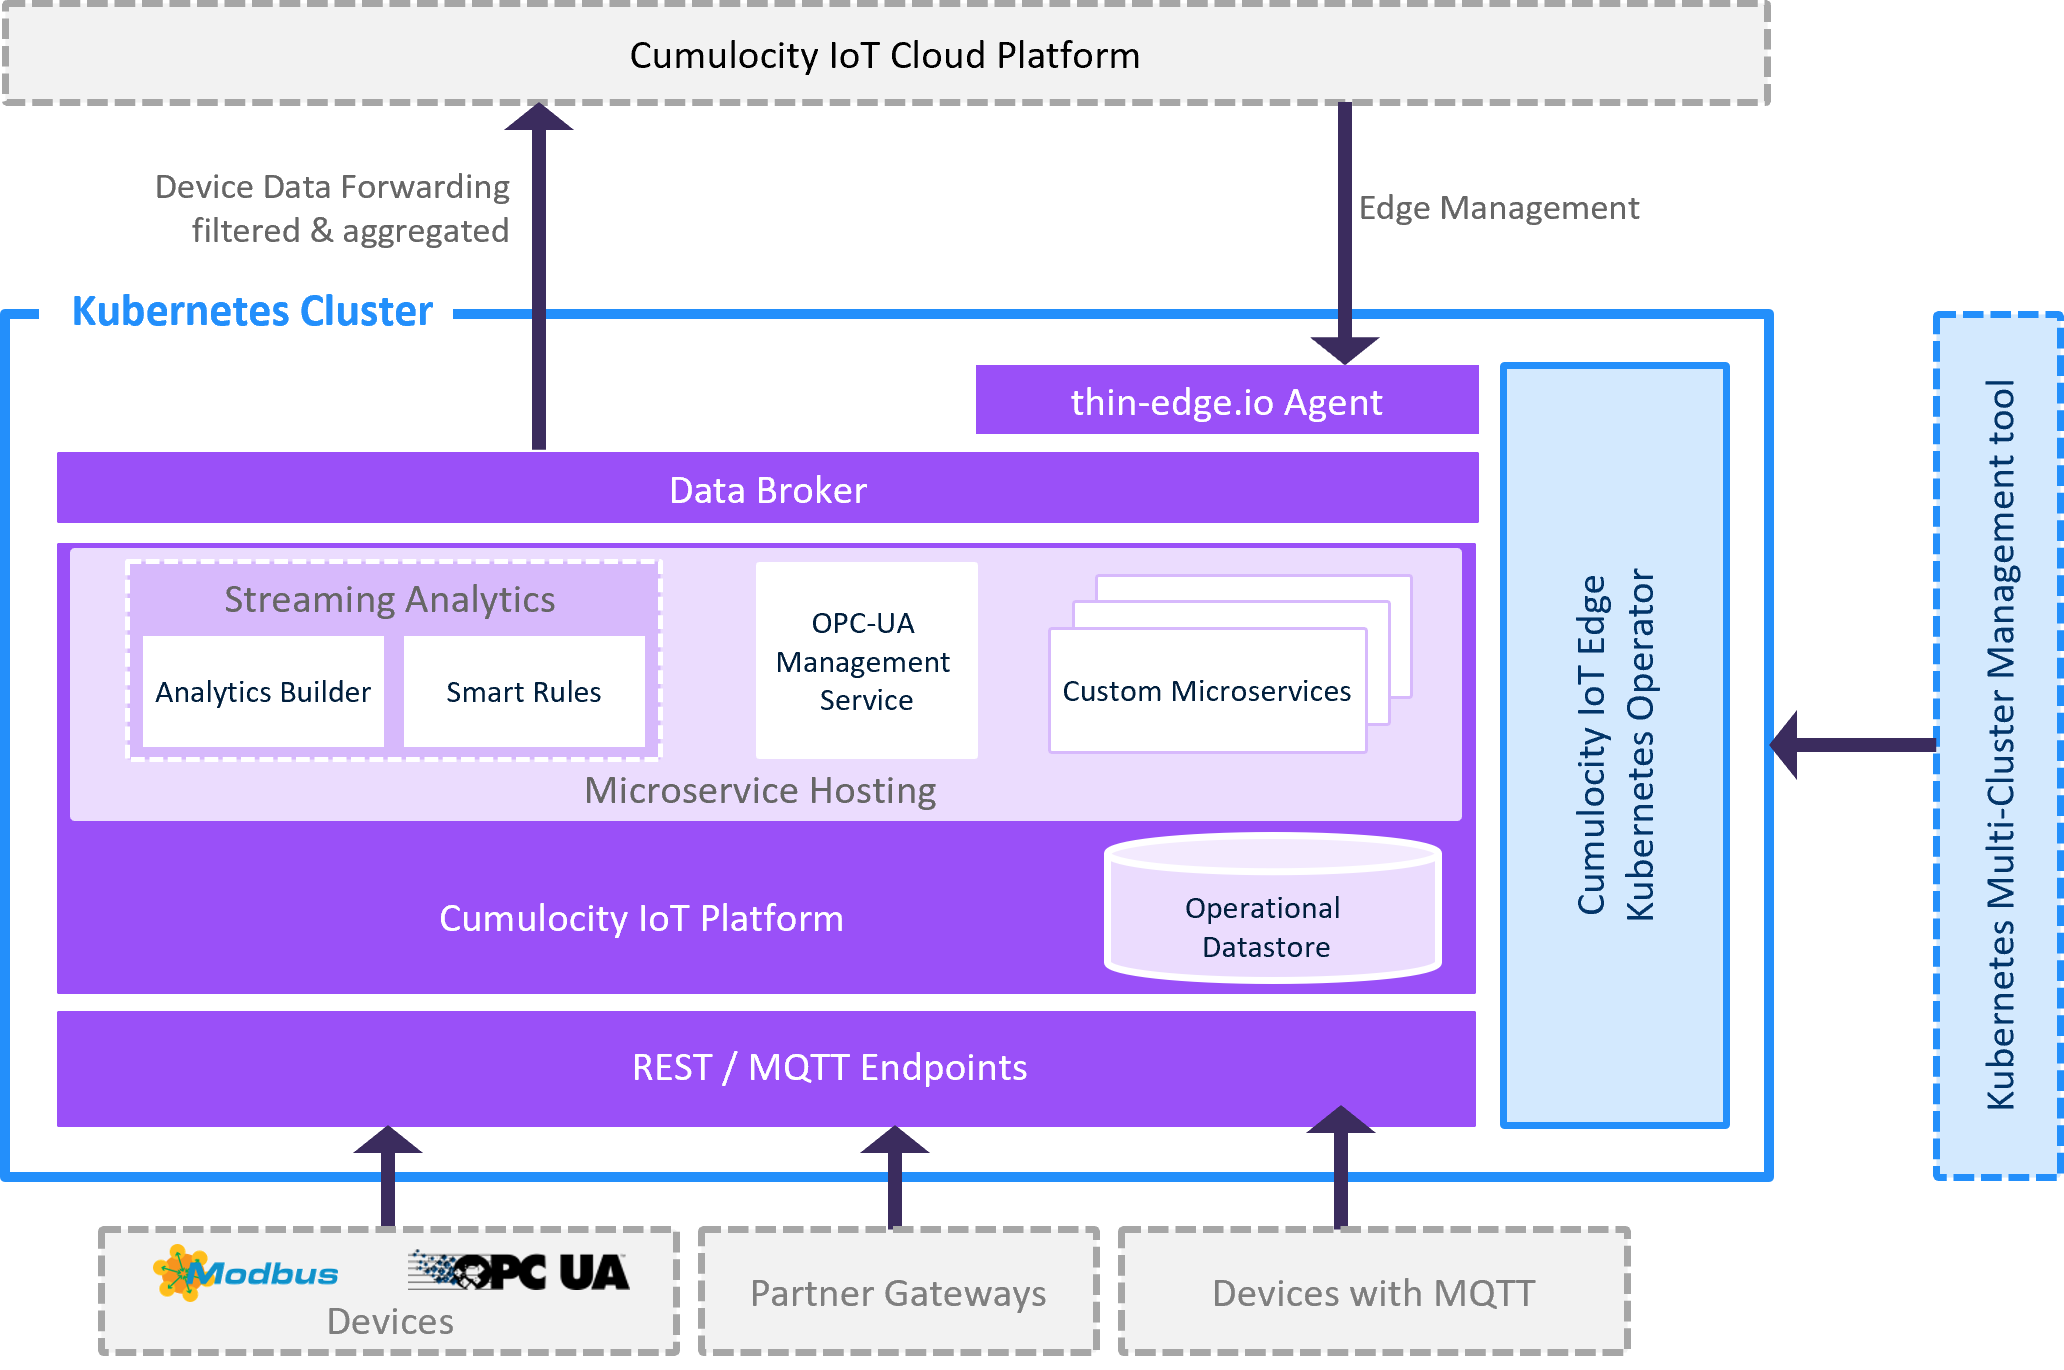 Cumulocity IoT Cloud Platform
Device Data Forwarding
filtered & aggregated
Edge Management
Kubernetes Cluster
thin-edge.io Agent
Data Broker
Streaming Analytics
Analytics Builder
Smart Rules
OPC-UA
Management
Service
Custom Microservices
Microservice Hosting
Cumulocity IoT Platform
Operational
Datastore
REST / MQTT Endpoints
Cumulocity IoT Edge
Kubernetes Operator
Kubernetes Multi-Cluster Management tool
Modbus
OPC UA
Devices
Partner Gateways
Devices with MQTT